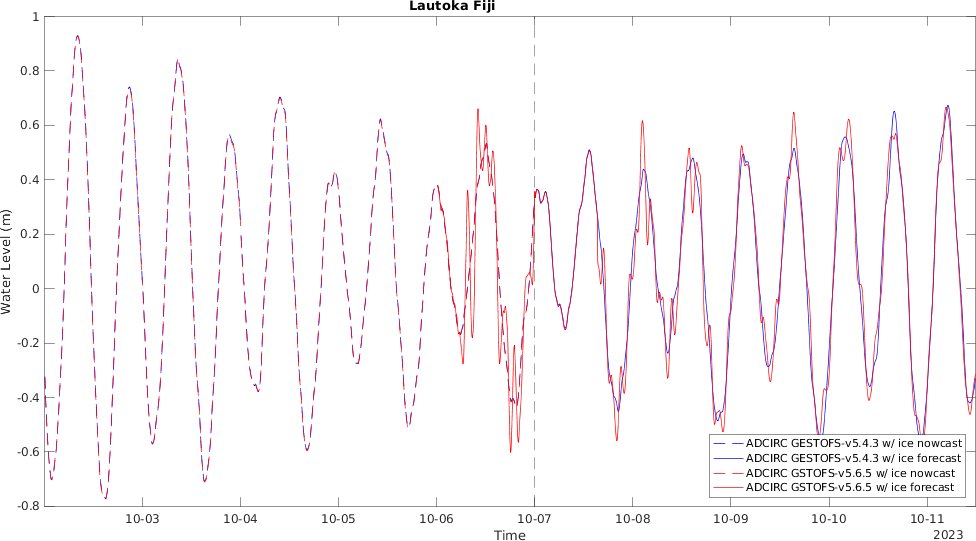 Lautoka Fiji
1
0.8
0.6
0.4
0.2
0
-0.2
-0.4
-0.6
-0.8
Water Level (m)
10-03 10-04 10-05 10-06 10-07 10-08 10-09 10-10 10-11
Time
2023
ADCIRC GESTOFS-v5.4.3 w/ ice nowcast
ADCIRC GESTOFS-v5.4.3 w/ ice forecast
ADCIRC GSTOFS-v5.6.5 w/ ice nowcast
ADCIRC GSTOFS-v5.6.5 w/ ice forecast